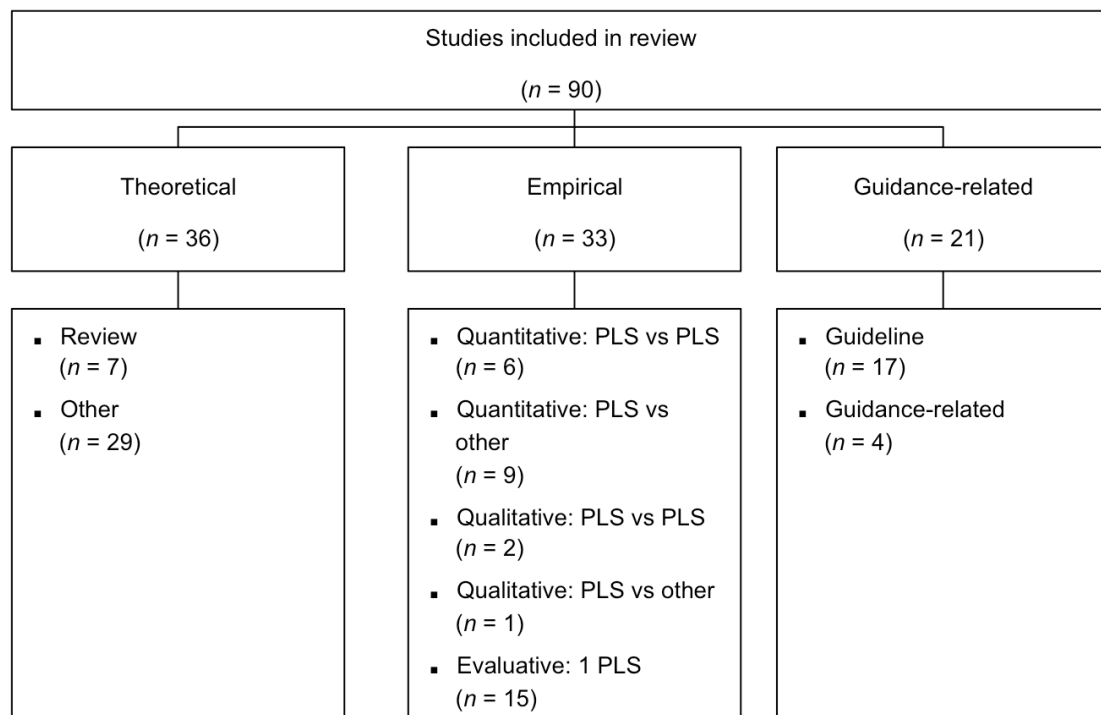 Studies included in review
(n = 90)
Theoretical
(n = 36)
Empirical
(n = 33)
Guidance-related
(n = 21)
▪ Review
(n = 7)
▪ Other
(n = 29)
▪ Quantitative: PLS vs PLS
(n = 6)
▪ Quantitative: PLS vs
other
(n = 9)
▪ Qualitative: PLS vs PLS
(n = 2)
▪ Qualitative: PLS vs other
(n = 1)
▪ Evaluative: 1 PLS
(n = 15)
▪ Guideline
(n = 17)
▪ Guidance-related
(n = 4)